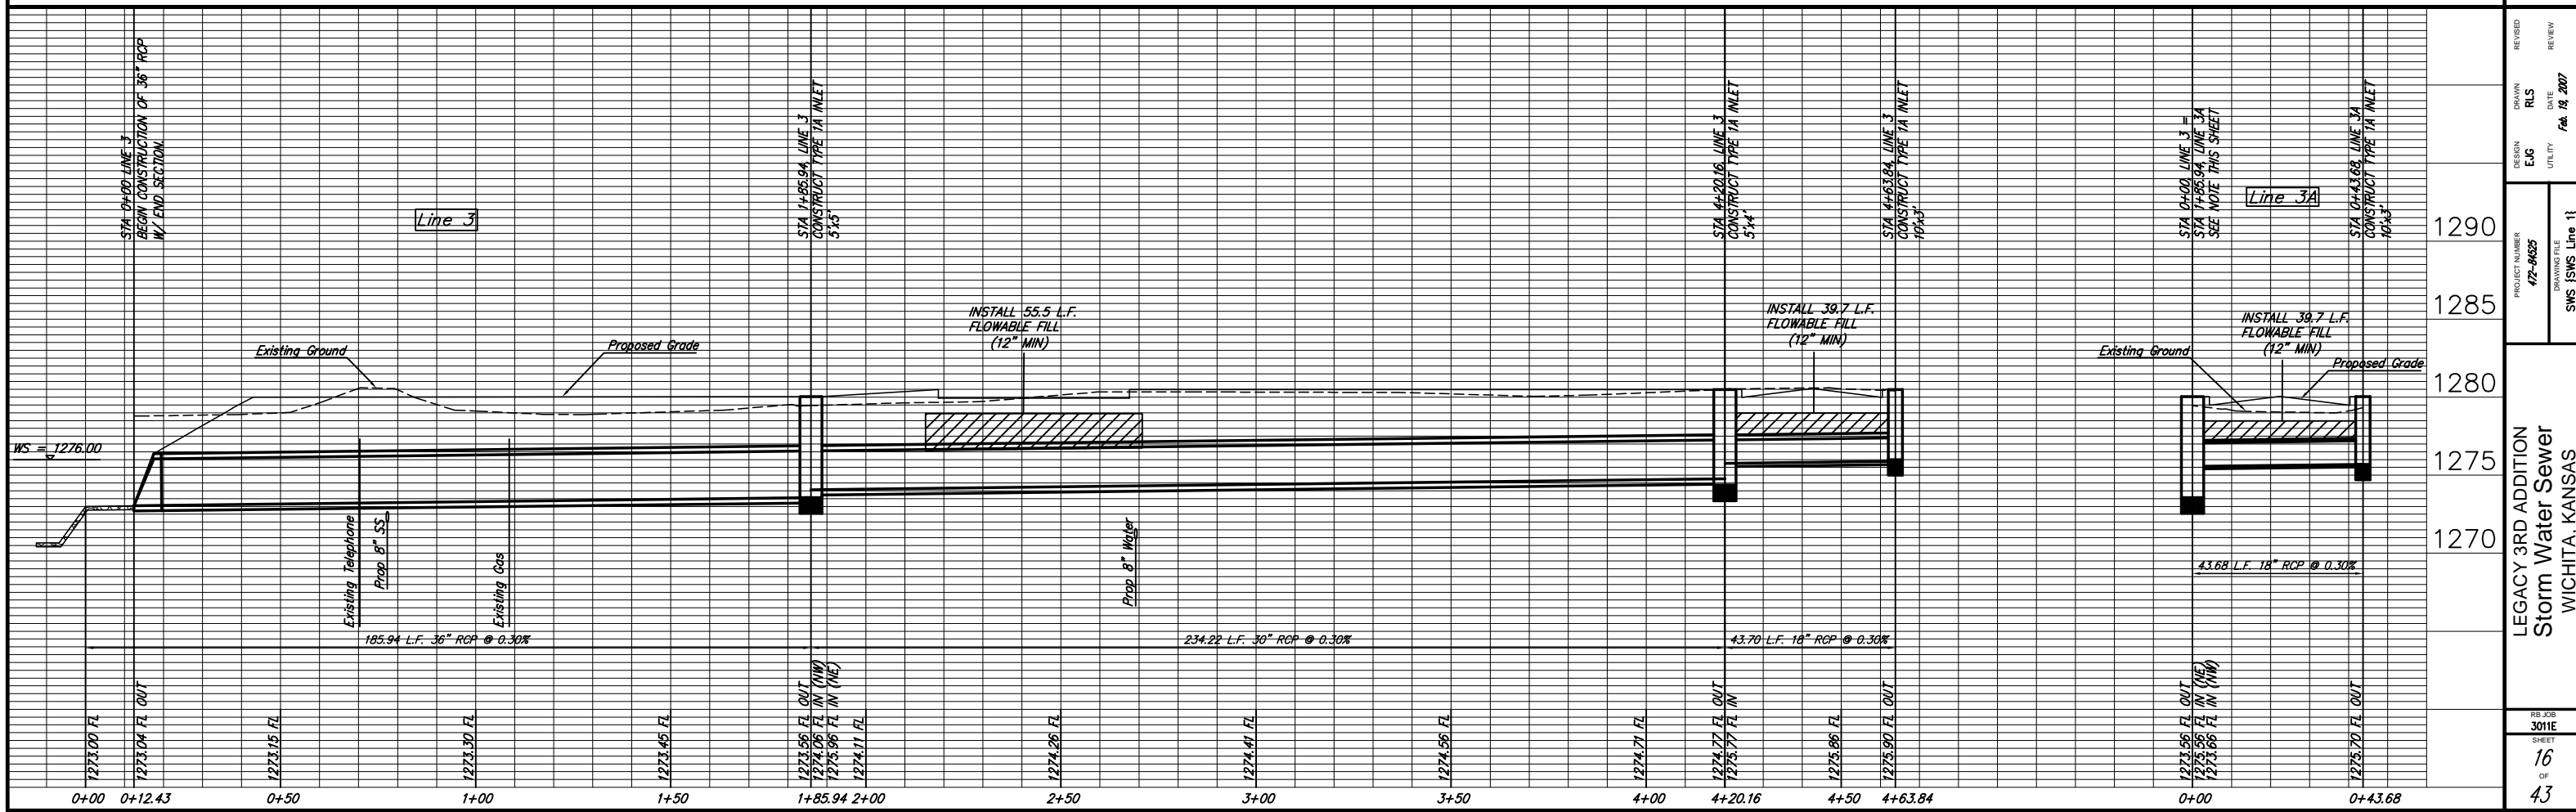 STA 0+00 LINE 3
BEGIN CONSTRUCTION OF 36" RCP
W/ END SECTION.
Line 3
STA 1+85.94, LINE 3
CONSTRUCT TYPE 1A INLET
5'x5'
STA 4+20.16, LINE 3
CONSTRUCT TYPE 1A INLET
5'x4'
STA 4+63.84, LINE 3
CONSTRUCT TYPE 1A INLET
10'x3'
STA 0+00, LINE 3 =
STA 1+85.94, LINE 3A
SEE NOTE THIS SHEET
Line 3A
STA 0+43.68, LINE 3A
CONSTRUCT TYPE 1A INLET
10'x3'
1290
1285
1280
1275
1270
Existing Ground
Proposed Grade
INSTALL 55.5 L.F.
FLOWABLE FILL
(12" MIN)
INSTALL 39.7 L.F.
FLOWABLE FILL
(12" MIN)
INSTALL 39.7 L.F.
FLOWABLE FILL
(12" MIN)
Existing Ground
Proposed Grade
WS = 1276.00
Existing Telephone
Prop 8" SS
Existing Gas
Prop 8" Water
185.94 L.F. 36" RCP @ 0.30%
234.22 L.F. 30" RCP @ 0.30%
43.70 L.F. 18" RCP @ 0.30%
43.68 L.F. 18" RCP @ 0.30%
1273.00 FL
1273.04 FL OUT
1273.15 FL
1273.30 FL
1273.45 FL
1273.56 FL OUT
1274.06 FL IN (NW)
1275.96 FL IN (NE)
1274.11 FL
1274.26 FL
1274.41 FL
1274.56 FL
1274.71 FL
1274.77 FL OUT
1275.77 FL IN
1275.86 FL
1275.90 FL OUT
1273.56 FL OUT
1275.56 FL IN (NE)
1273.66 FL IN (NW)
1275.70 FL OUT
0+00
0+12.43
0+50
1+00
1+50
1+85.94
2+00
2+50
3+00
3+50
4+00
4+20.16
4+50
4+63.84
0+00
0+43.68
REVISED
REVIEW
DRAWN
RLS
DATE
Feb. 19, 2007
DESIGN
EJG
UTILITY
PROJECT NUMBER
472-84525
DRAWING FILE
LEGACY 3RD ADDITION
Storm Water Sewer
WICHITA, KANSAS
RB JOB
3011E
SHEET
16
OF
43